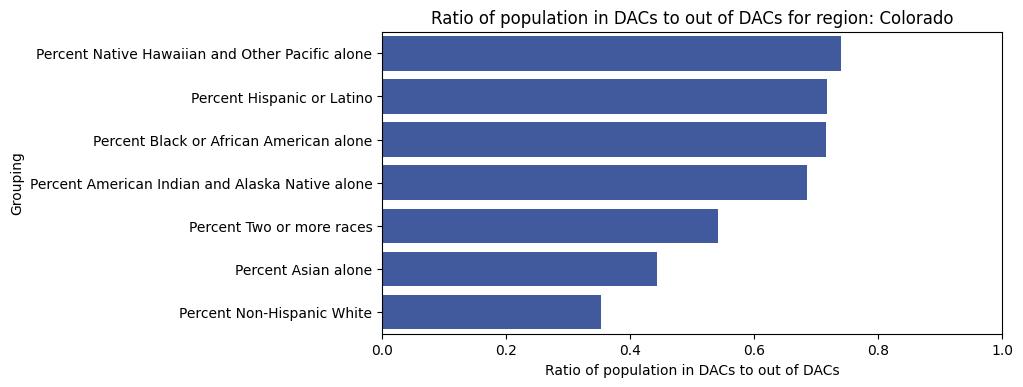 Ratio of population in DACs to out of DACs for region: Colorado
Grouping
Percent Native Hawaiian and Other Pacific alone
Percent Hispanic or Latino
Percent Black or African American alone
Percent American Indian and Alaska Native alone
Percent Two or more races
Percent Asian alone
Percent Non-Hispanic White
0.0 0.2 0.4 0.6 0.8 1.0
Ratio of population in DACs to out of DACs